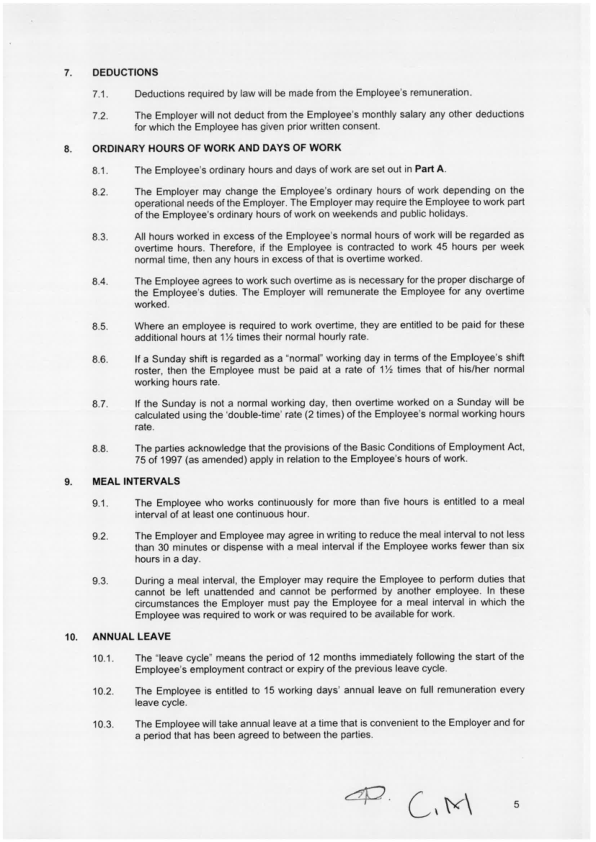 7. DEDUCTIONS
7.1. Deductions required by law will be made from the Employee's remuneration.
7.2. The Employer will not deduct from the Employee's monthly salary any other deductions
for which the Employee has given prior written consent.
8. ORDINARY HOURS OF WORK AND DAYS OF WORK
8.1. The Employee's ordinary hours and days of work are set out in Part A.
8.2. The Employer may change the Employee's ordinary hours of work depending on the
operational needs of the Employer. The Employer may require the Employee to work part
of the Employee's ordinary hours of work on weekends and public holidays.
8.3. All hours worked in excess of the Employee's normal hours of work will be regarded as
overtime hours. Therefore, if the Employee is contracted to work 45 hours per week
normal time, then any hours in excess of that is overtime worked.
8.4. The Employee agrees to work such overtime as is necessary for the proper discharge of
the Employee's duties. The Employer will remunerate the Employee for any overtime
worked.
8.5. Where an employee is required to work overtime, they are entitled to be paid for these
additional hours at 1½ times their normal hourly rate.
8.6. If a Sunday shift is regarded as a "normal" working day in terms of the Employee's shift
roster, then the Employee must be paid at a rate of 1½ times that of his/her normal
working hours rate.
8.7. If the Sunday is not a normal working day, then overtime worked on a Sunday will be
calculated using the 'double-time' rate (2 times) of the Employee's normal working hours
rate.
8.8. The parties acknowledge that the provisions of the Basic Conditions of Employment Act,
75 of 1997 (as amended) apply in relation to the Employee's hours of work.
9. MEAL INTERVALS
9.1. The Employee who works continuously for more than five hours is entitled to a meal
interval of at least one continuous hour.
9.2. The Employer and Employee may agree in writing to reduce the meal interval to not less
than 30 minutes or dispense with a meal interval if the Employee works fewer than six
hours in a day.
9.3. During a meal interval, the Employer may require the Employee to perform duties that
cannot be left unattended and cannot be performed by another employee. In these
circumstances the Employer must pay the Employee for a meal interval in which the
Employee was required to work or was required to be available for work.
10. ANNUAL LEAVE
10.1. The "leave cycle" means the period of 12 months immediately following the start of the
Employee's employment contract or expiry of the previous leave cycle.
10.2. The Employee is entitled to 15 working days' annual leave on full remuneration every
leave cycle.
10.3. The Employee will take annual leave at a time that is convenient to the Employer and for
a period that has been agreed to between the parties.
C.M 5